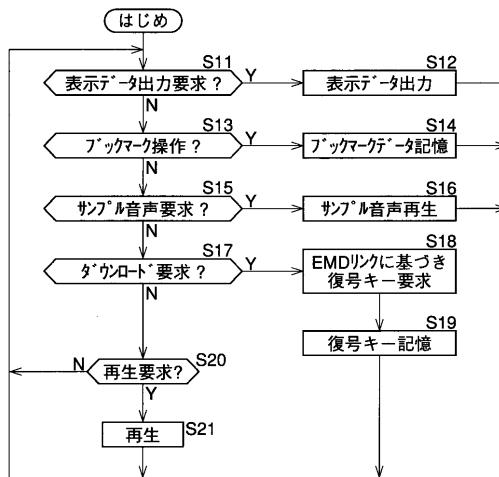 はじめ
S11
表示データ出力要求?
Y
N
S12
表示データ出力
S13
ブックマーク操作?
Y
N
S14
ブックマークデータ記憶
S15
サンプル音声要求?
Y
N
S16
サンプル音声再生
S17
ダウンロード要求?
Y
N
S18
EMDリンクに基づき
復号キー要求
S19
復号キー記憶
S20
再生要求?
N
Y
S21
再生